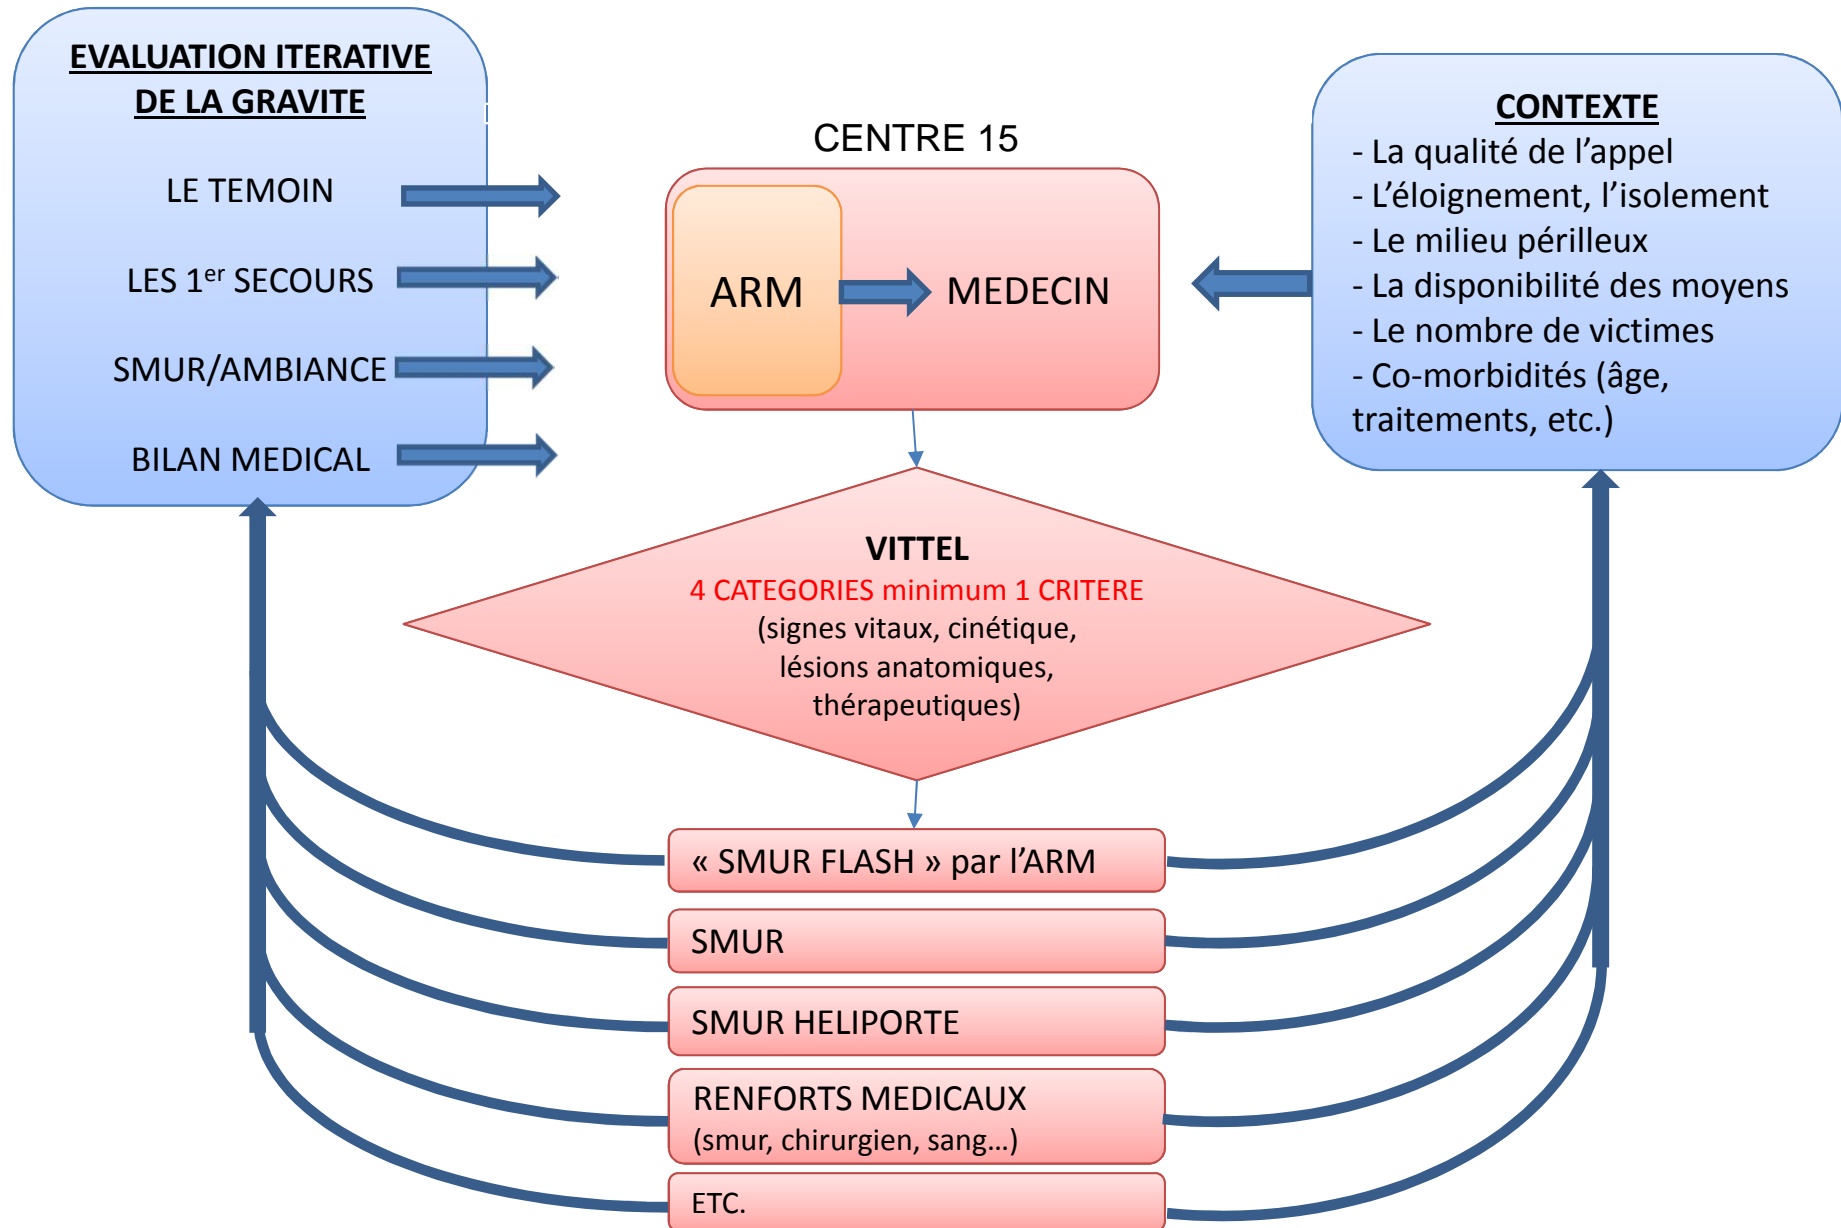 EVALUATION ITERATIVE
DE LA GRAVITE
LE TEMOIN
LES 1er SECOURS
SMUR/AMBIANCE
BILAN MEDICAL
CENTRE 15
ARM
MEDECIN
CONTEXTE
- La qualité de l’appel
- L’éloignement, l’isolement
- Le milieu périlleux
- La disponibilité des moyens
- Le nombre de victimes
- Co-morbidités (âge,
traitements, etc.)
VITTEL
4 CATEGORIES minimum 1 CRITERE
(signes vitaux, cinétique,
lésions anatomiques,
thérapeutiques)
« SMUR FLASH » par l’ARM
SMUR
SMUR HELIPORTE
RENFORTS MEDICAUX
(smur, chirurgien, sang…)
ETC.